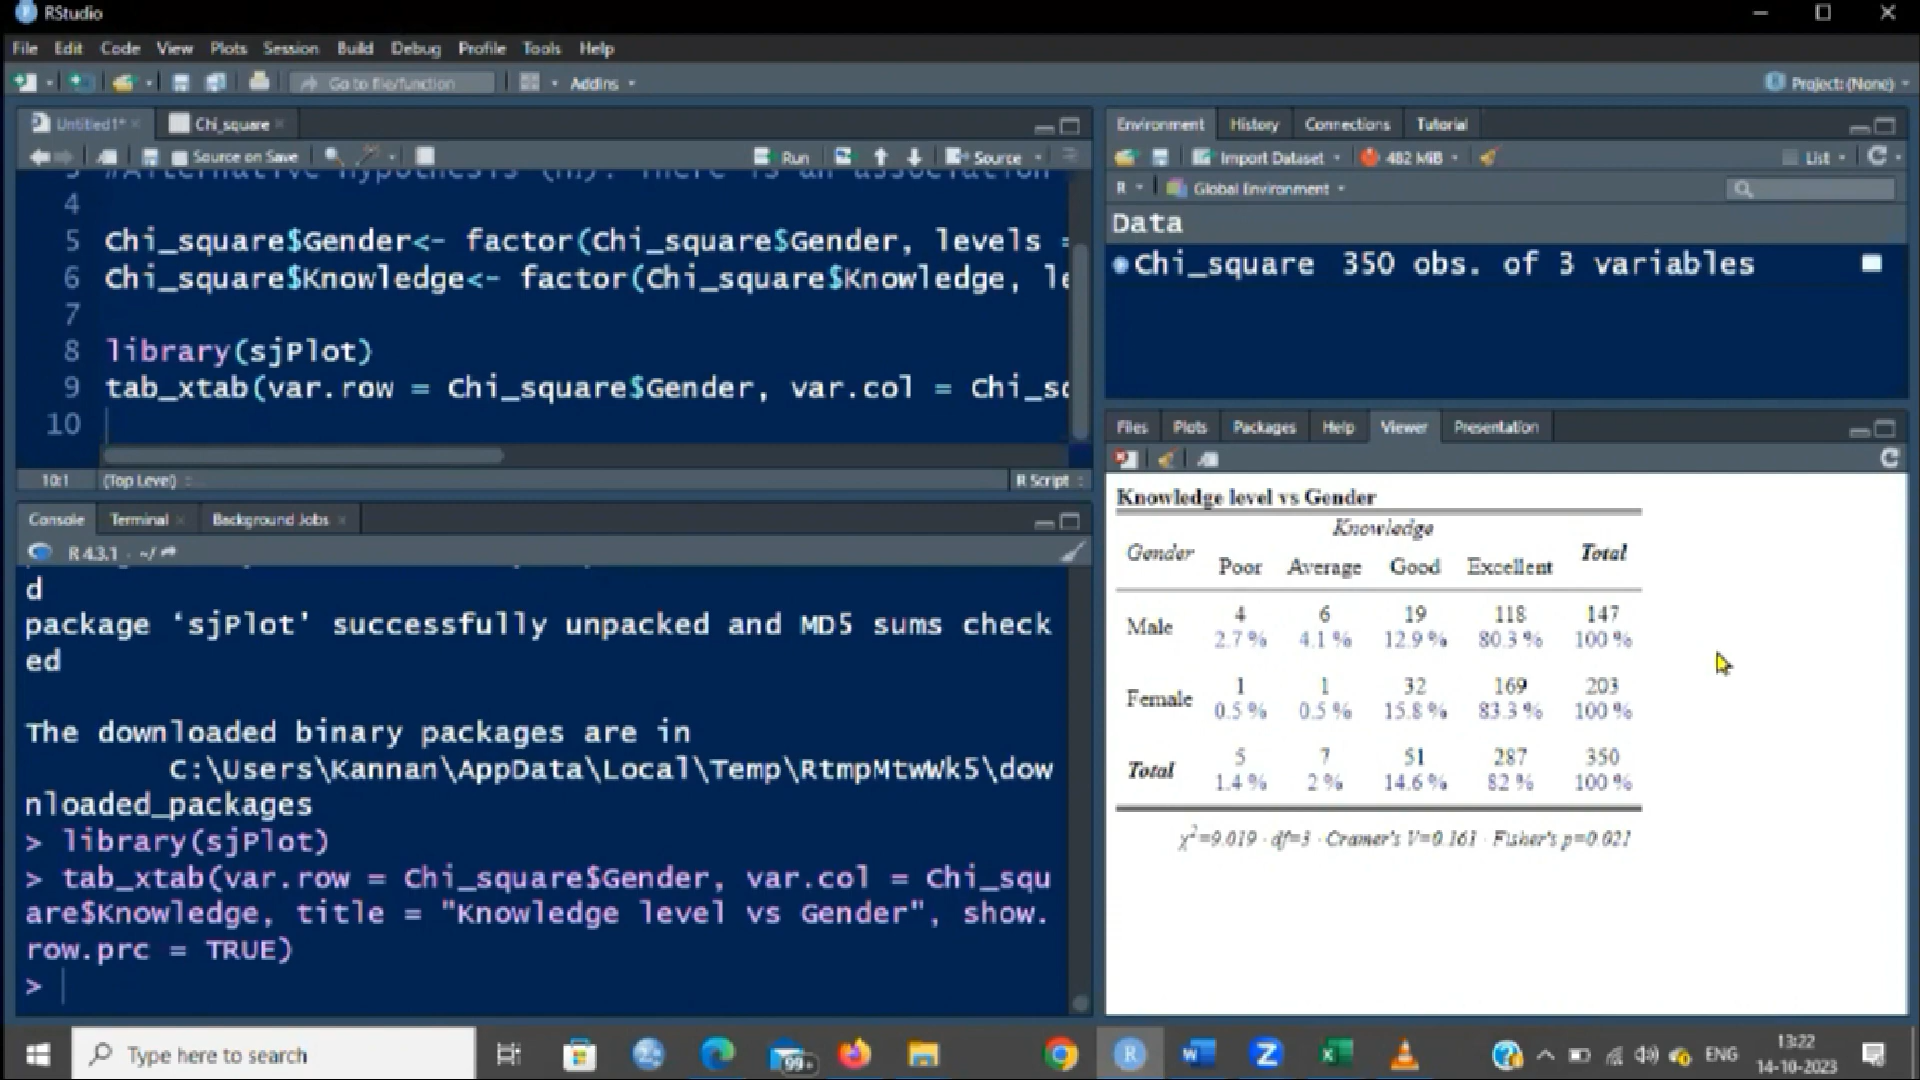 RStudio
File Edit Code View Plots Session Build Debug Profile Tools Help
Go to file/function Addins Project: (None)
Untitled1* Chi_square
Source on Save Run Source
3 #Alternative hypothesis (h1): There is an association
4
5 Chi_square$Gender<- factor(Chi_square$Gender, levels =
6 Chi_square$Knowledge<- factor(Chi_square$Knowledge, le
7
8 library(sjPlot)
9 tab_xtab(var.row = Chi_square$Gender, var.col = Chi_sq
10
10:1 (Top Level) R Script
Console Terminal Background Jobs
R 4.3.1 · ~/
d
package ‘sjPlot’ successfully unpacked and MD5 sums check
ed
The downloaded binary packages are in
C:\Users\Kannan\AppData\Local\Temp\RtmpMtwWk5\dow
nloaded_packages
> library(sjPlot)
> tab_xtab(var.row = Chi_square$Gender, var.col = Chi_squ
are$Knowledge, title = "Knowledge level vs Gender", show.
row.prc = TRUE)
>
Environment History Connections Tutorial
Import Dataset 482 MiB List
R Global Environment
Data
Chi_square 350 obs. of 3 variables
Files Plots Packages Help Viewer Presentation
Knowledge level vs Gender
Knowledge
Gender Total
Poor Average Good Excellent
Male
4 6 19 118 147
2.7 % 4.1 % 12.9 % 80.3 % 100 %
Female
1 1 32 169 203
0.5 % 0.5 % 15.8 % 83.3 % 100 %
Total
5 7 51 287 350
1.4 % 2 % 14.6 % 82 % 100 %
χ²=9.019 · df=3 · Cramer's V=0.161 · Fisher's p=0.021
Type here to search 99+ ENG
13:22
14-10-2023